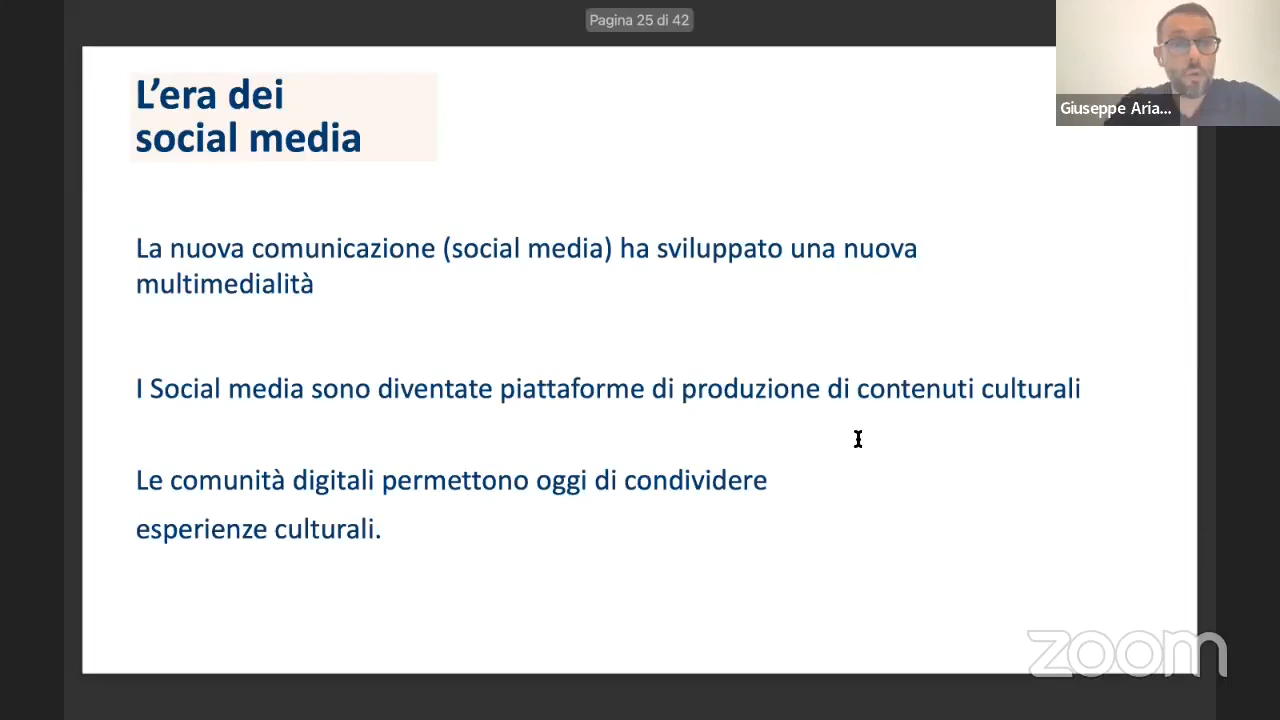 Pagina 25 di 42
Giuseppe Aria...
L’era dei
social media
La nuova comunicazione (social media) ha sviluppato una nuova
multimedialità
I Social media sono diventate piattaforme di produzione di contenuti culturali
Le comunità digitali permettono oggi di condividere
esperienze culturali.
zoom